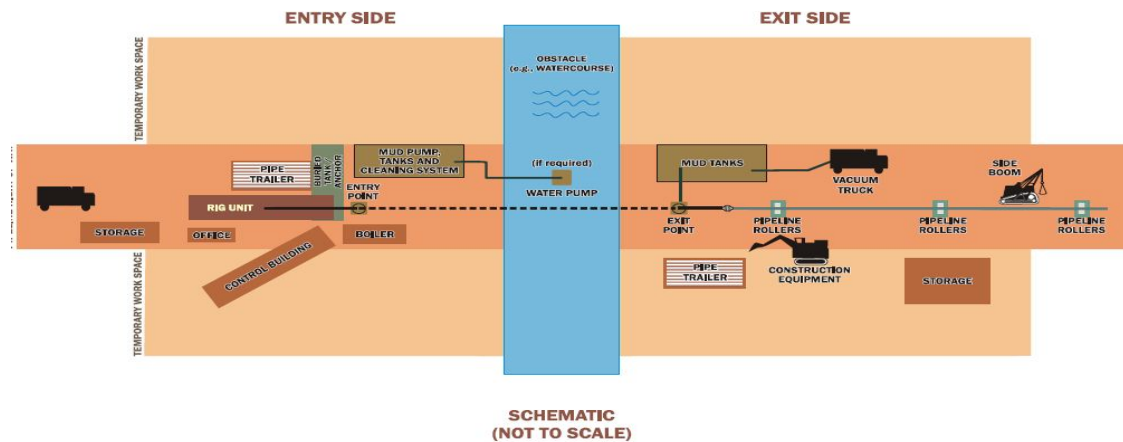 ENTRY SIDE
EXIT SIDE
TEMPORARY WORK SPACE
OBSTACLE
(e.g., WATERCOURSE)
TEMPORARY WORK SPACE
PIPE
TRAILER
BURIED
TANK/
ANCHOR
MUD PUMP,
TANKS AND
CLEANING SYSTEM
(if required)
WATER PUMP
MUD TANKS
VACUUM
TRUCK
SIDE
BOOM
RIG UNIT
ENTRY
POINT
EXIT
POINT
PIPELINE
ROLLERS
PIPELINE
ROLLERS
PIPELINE
ROLLERS
STORAGE
OFFICE
BOILER
CONTROL BUILDING
PIPE
TRAILER
CONSTRUCTION
EQUIPMENT
STORAGE
TEMPORARY WORK SPACE
SCHEMATIC
(NOT TO SCALE)